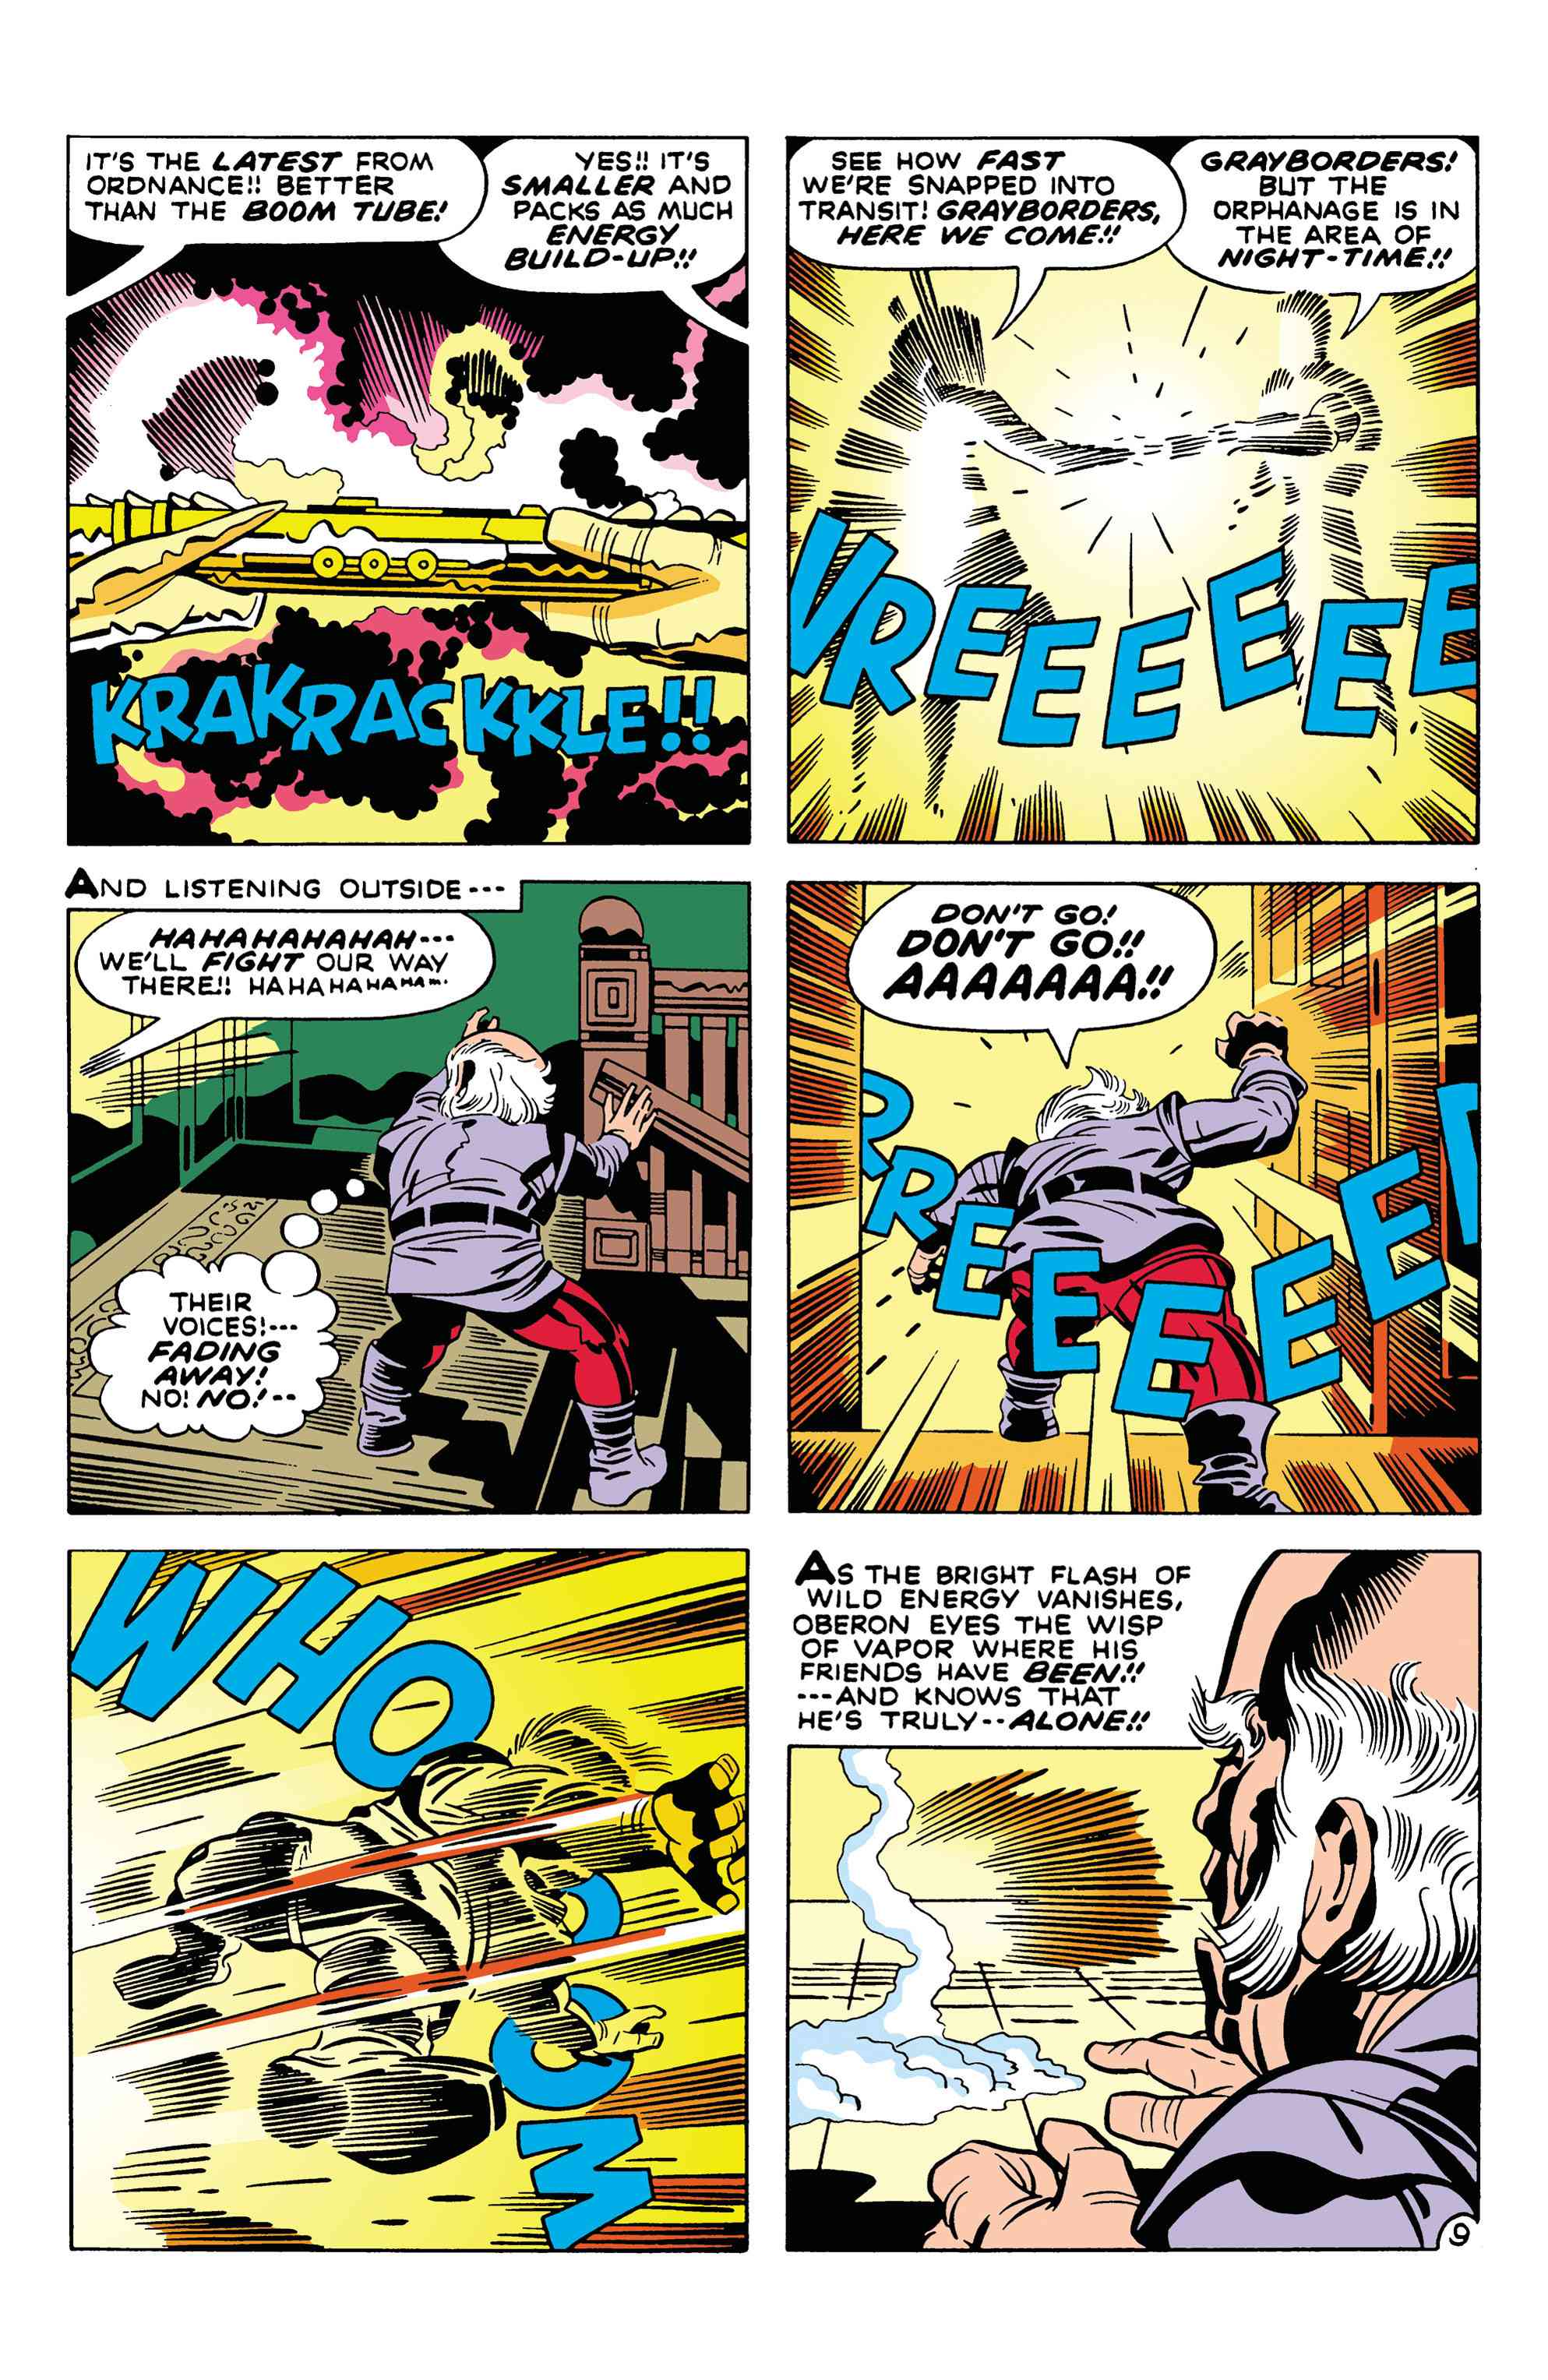 IT'S THE LATEST FROM
ORDNANCE!! BETTER
THAN THE BOOM TUBE!
YES!! IT'S
SMALLER AND
PACKS AS MUCH
ENERGY
BUILD-UP!!
KRAKRACKKKLE!!
SEE HOW FAST
WE'RE SNAPPED INTO
TRANSIT! GRAYBORDERS,
HERE WE COME!!
GRAYBORDERS!
BUT THE
ORPHANAGE IS IN
THE AREA OF
NIGHT-TIME!!
VREEEEEEE
AND LISTENING OUTSIDE---
HAHAHAHAHAH---
WE'LL FIGHT OUR WAY
THERE!! HAHAHAHAHAH...
THEIR
VOICES!---
FADING
AWAY!
NO! NO!--
DON'T GO!
DON'T GO!!
AAAAAAA!!
RREEEEEE
WHOOOM
AS THE BRIGHT FLASH OF
WILD ENERGY VANISHES,
OBERON EYES THE WISP
OF VAPOR WHERE HIS
FRIENDS HAVE BEEN!!
---AND KNOWS THAT
HE'S TRULY--ALONE!!
9